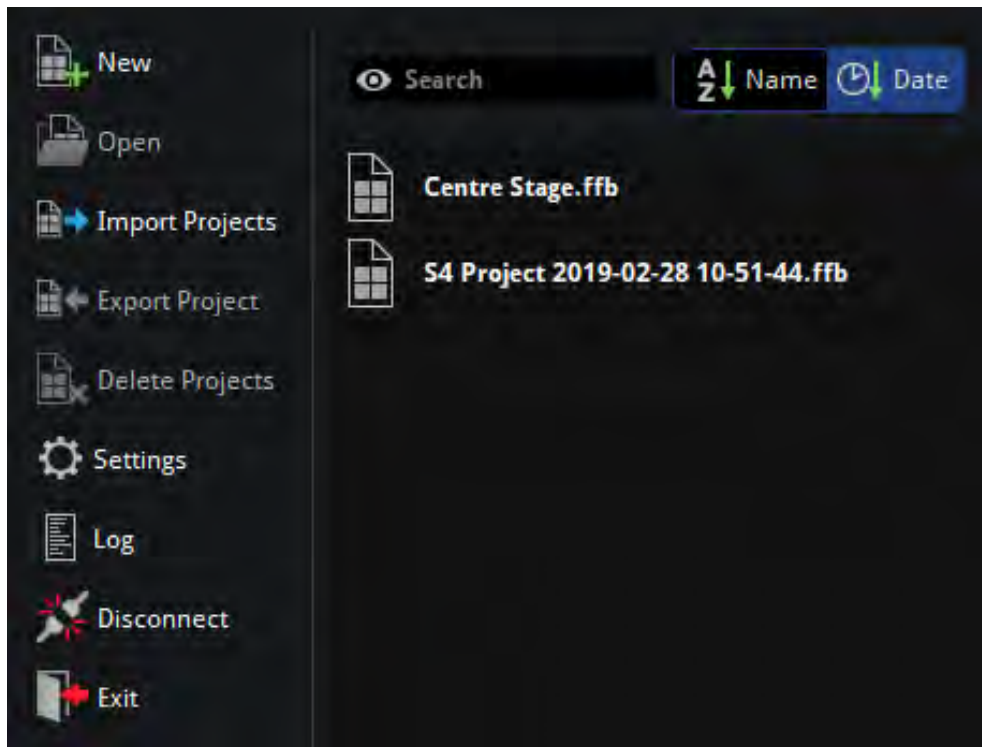 New
Open
Import Projects
Export Project
Delete Projects
Settings
Log
Disconnect
Exit
Search
A Z Name
Date
Centre Stage.ffb
S4 Project 2019-02-28 10-51-44.ffb